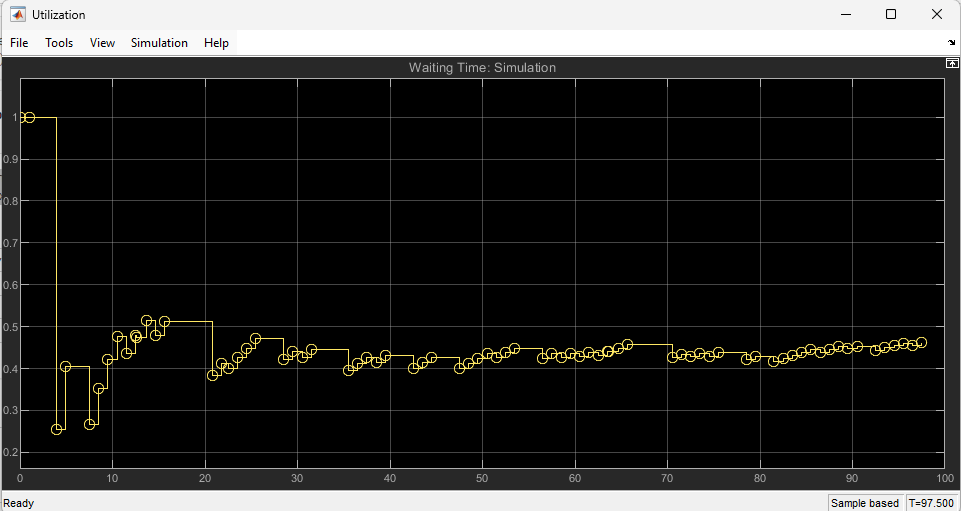 Utilization
File Tools View Simulation Help
Waiting Time: Simulation
1
0.9
0.8
0.7
0.6
0.5
0.4
0.3
0.2
0 10 20 30 40 50 60 70 80 90 100
Ready Sample based T=97.500